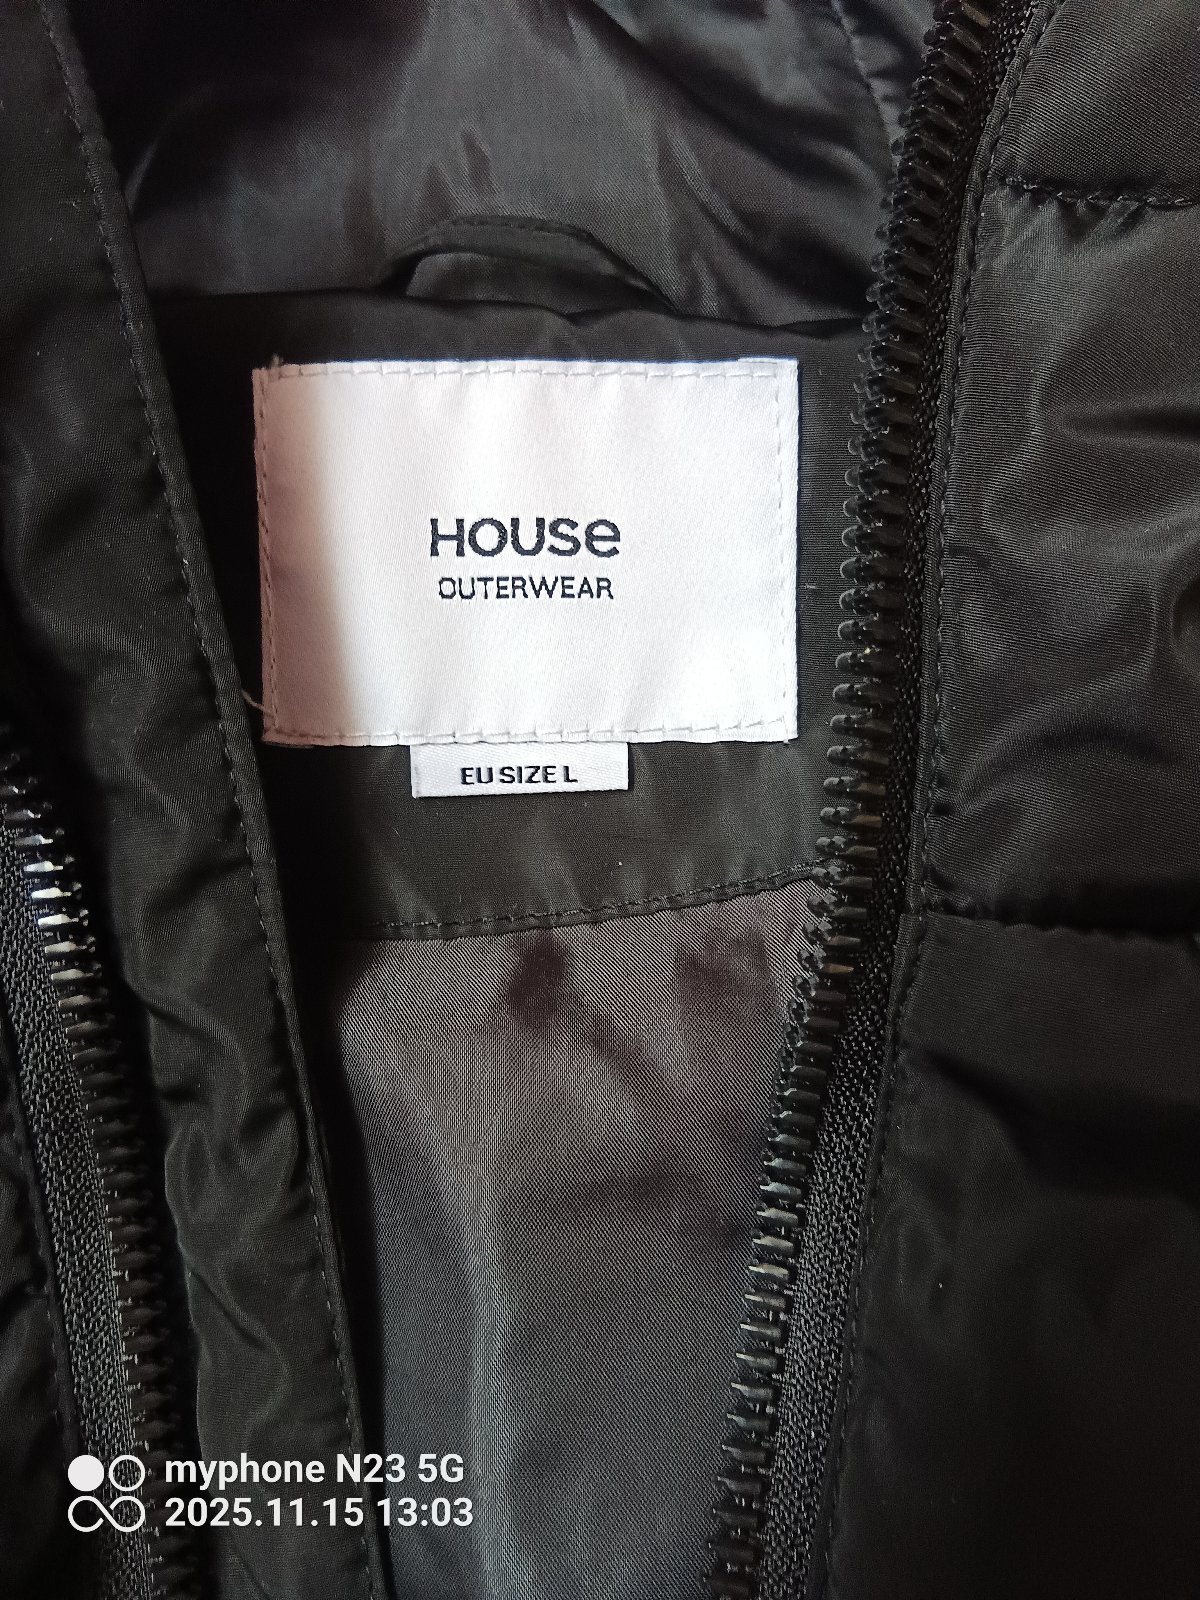 House
OUTERWEAR
EU SIZE L
myphone N23 5G
2025.11.15 13:03